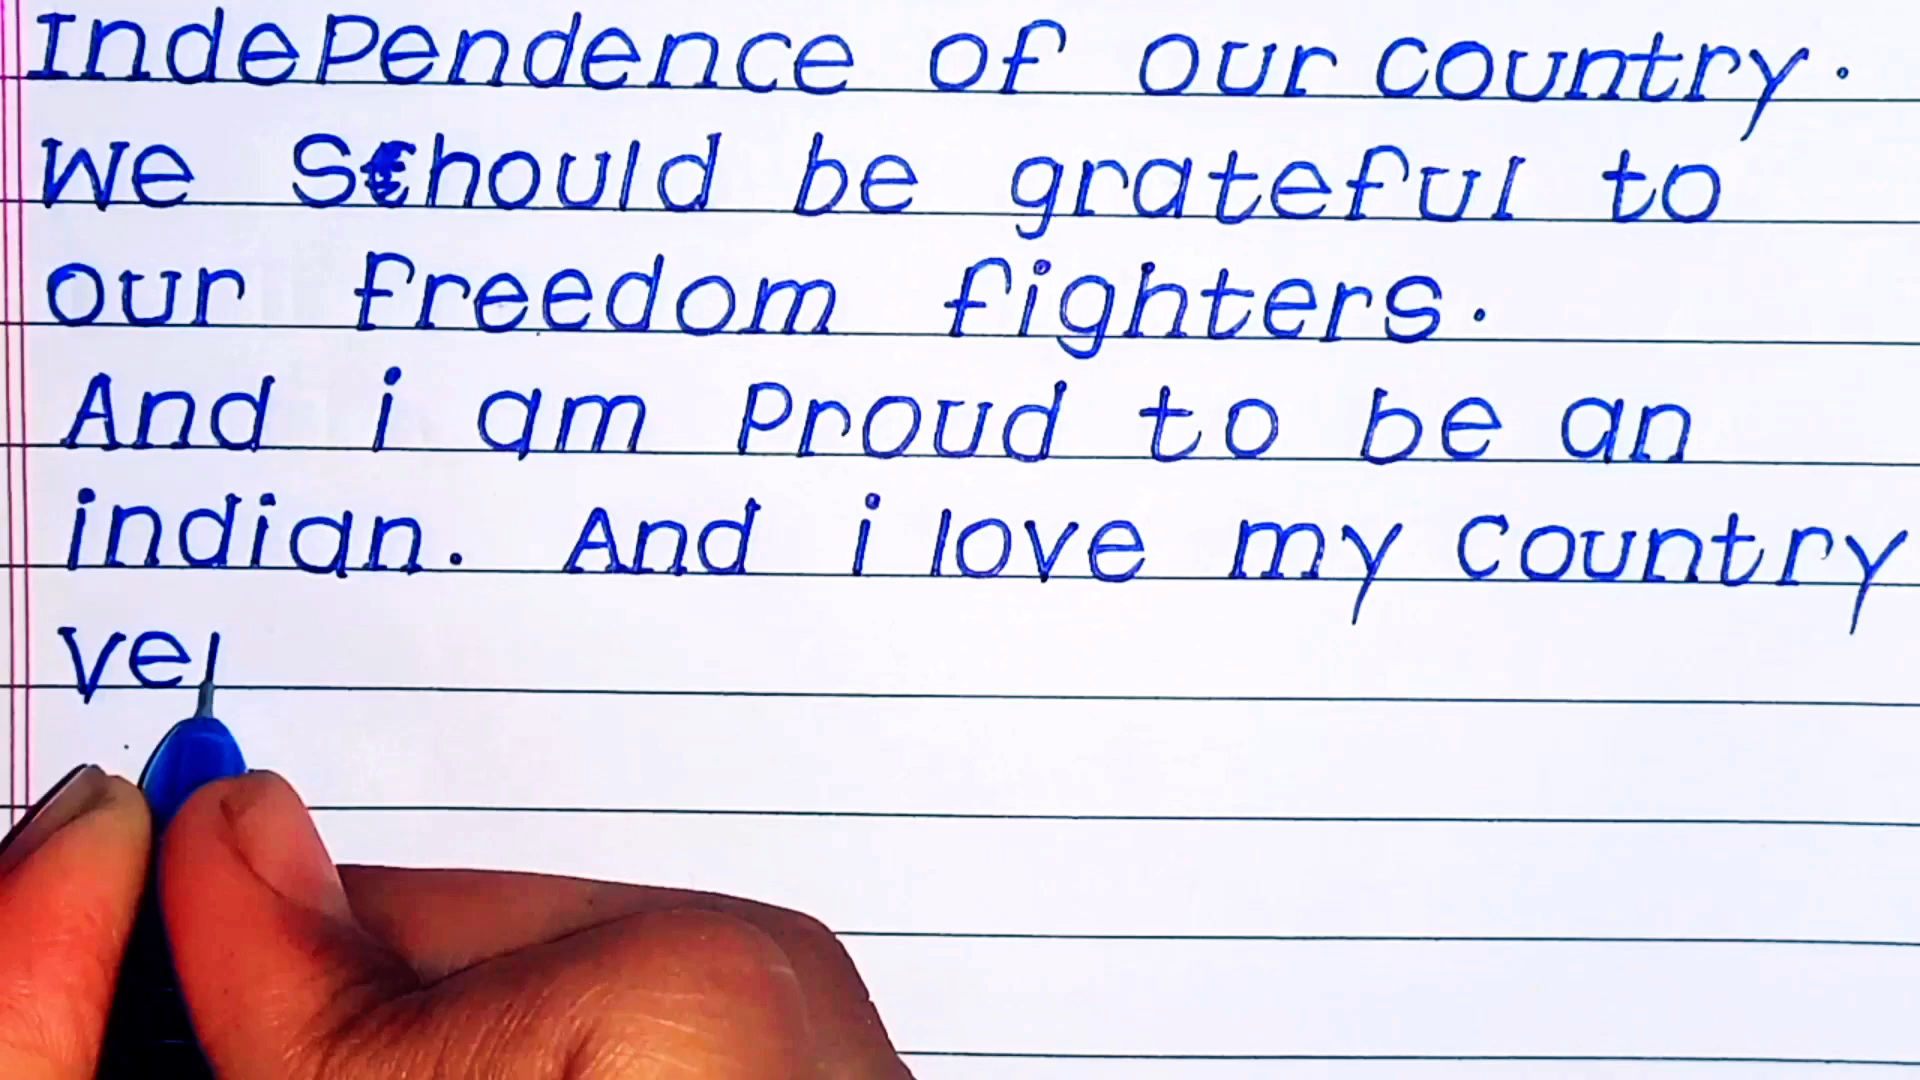 IndePendence of our country.
We should be grateful to
our freedom fighters.
And i am Proud to be an
indian. And i love my country
ve